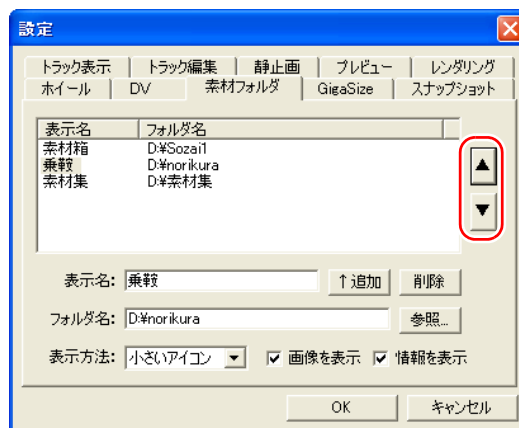 設定
トラック表示 トラック編集 静止画 プレビュー レンダリング
ホイール DV 素材フォルダ GigaSize スナップショット
表示名 フォルダ名
素材箱 D:¥Sozai1
乗鞍 D:¥norikura
素材集 D:¥素材集
▲
▼
表示名: 乗鞍 ↑追加 削除
フォルダ名: D:¥norikura 参照...
表示方法: 小さいアイコン 画像を表示 情報を表示
OK キャンセル